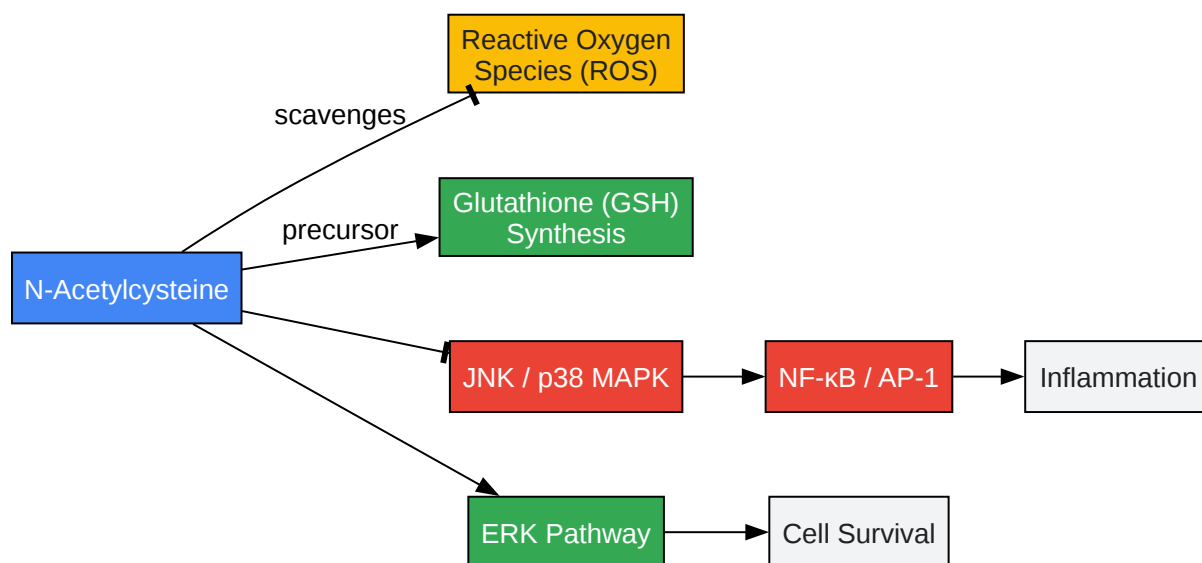 Reactive Oxygen
Species (ROS)
scavenges
Glutathione (GSH)
Synthesis
precursor
N-Acetylcysteine
JNK / p38 MAPK
NF-κB / AP-1
Inflammation
ERK Pathway
Cell Survival